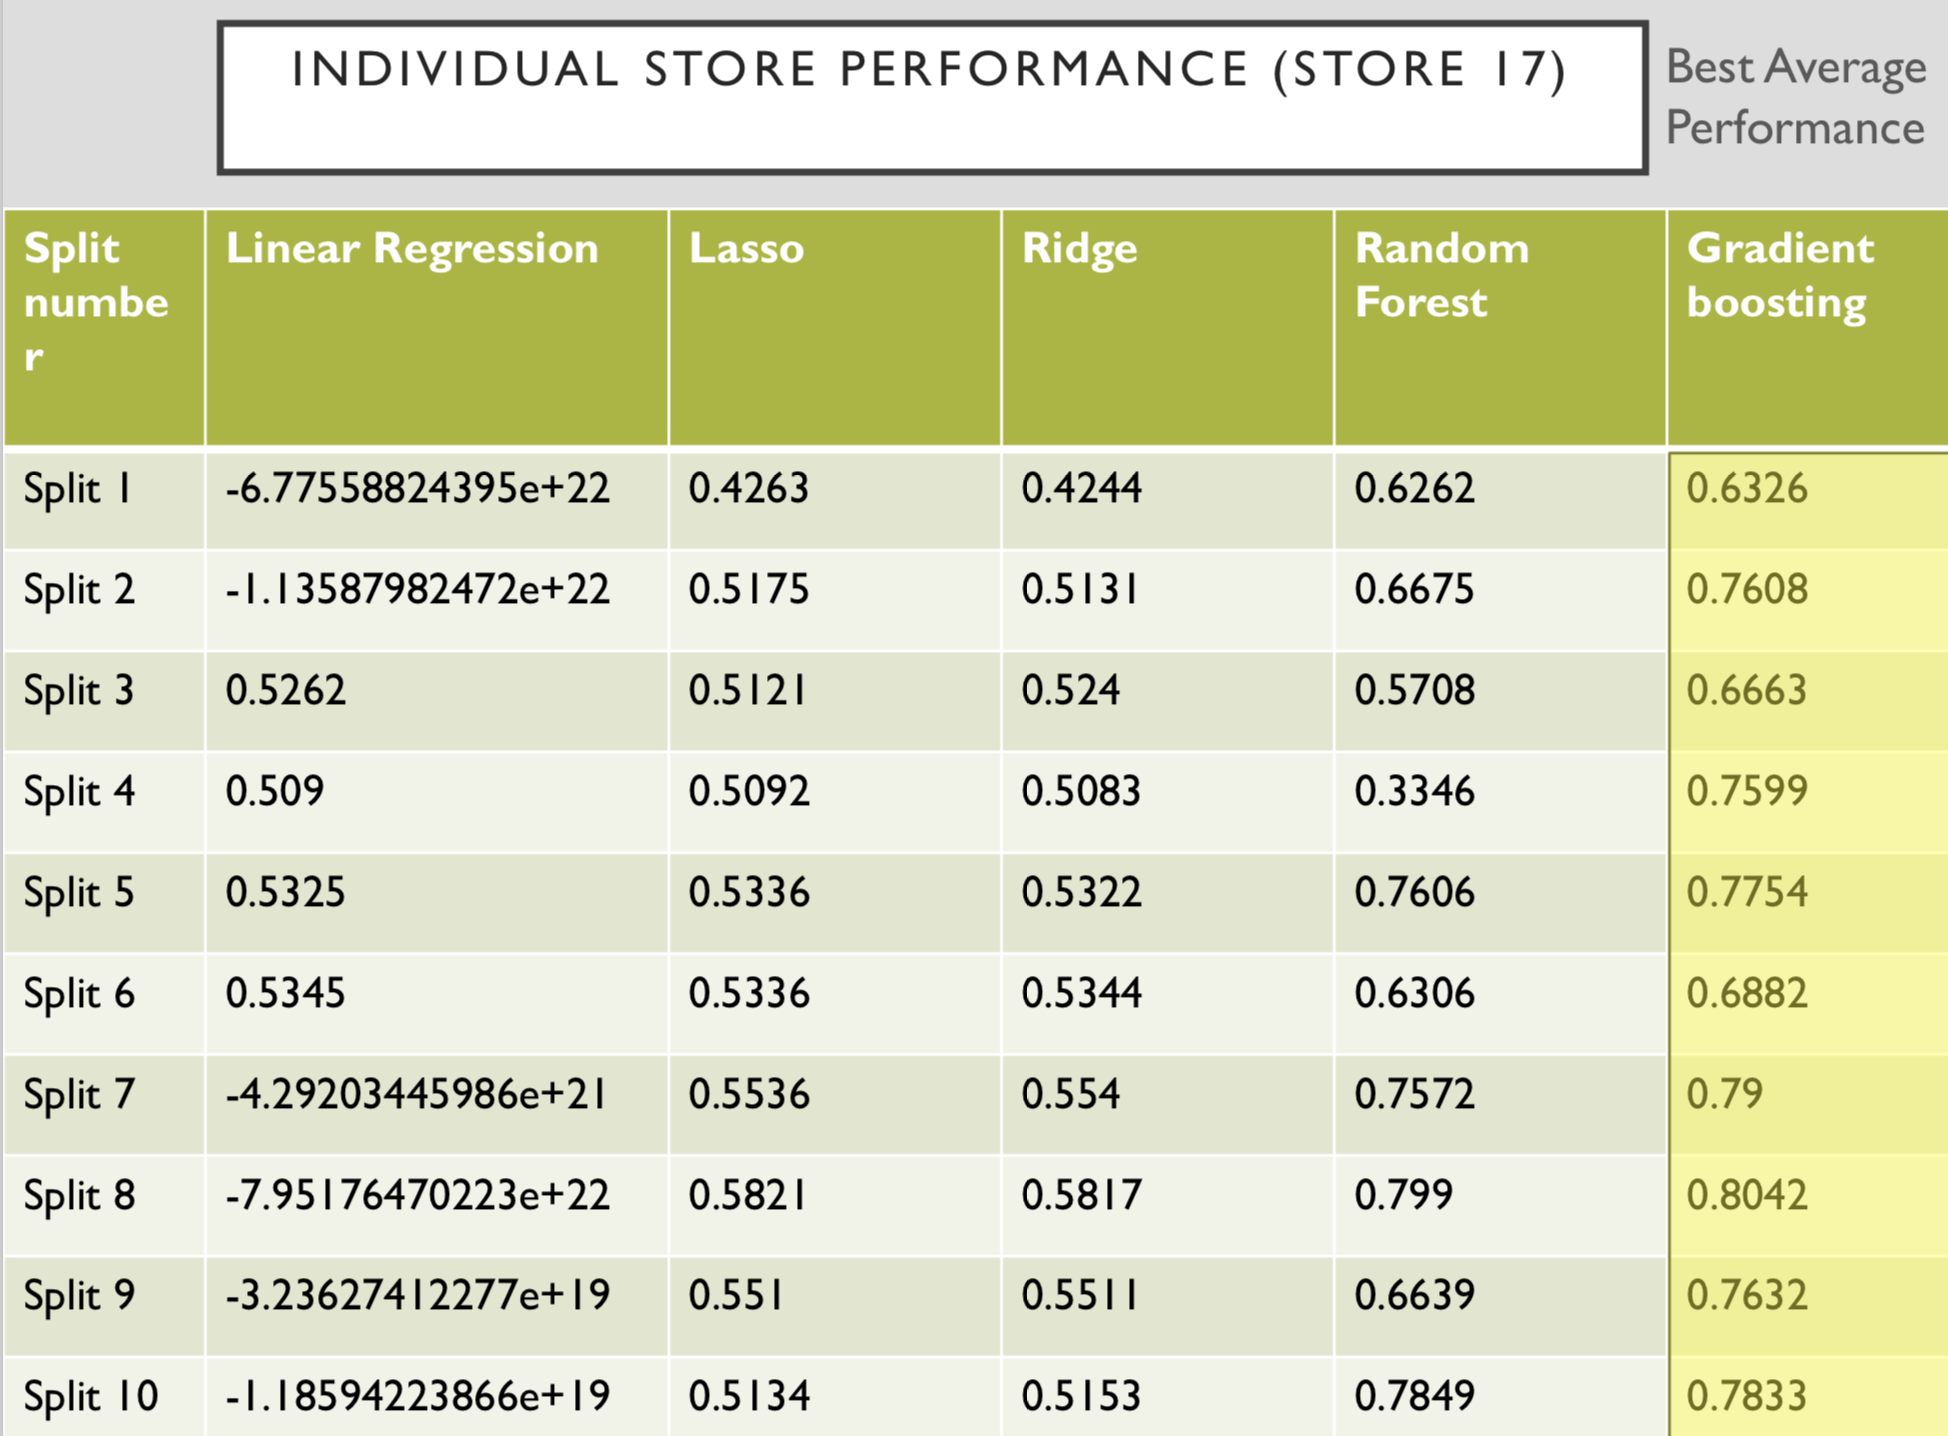 INDIVIDUAL STORE PERFORMANCE (STORE 17)
Best Average
Performance
Split
numbe
r
Linear Regression
Lasso
Ridge
Random
Forest
Gradient
boosting
Split 1 -6.77558824395e+22 0.4263 0.4244 0.6262 0.6326
Split 2 -1.13587982472e+22 0.5175 0.5131 0.6675 0.7608
Split 3 0.5262 0.5121 0.524 0.5708 0.6663
Split 4 0.509 0.5092 0.5083 0.3346 0.7599
Split 5 0.5325 0.5336 0.5322 0.7606 0.7754
Split 6 0.5345 0.5336 0.5344 0.6306 0.6882
Split 7 -4.29203445986e+21 0.5536 0.554 0.7572 0.79
Split 8 -7.95176470223e+22 0.5821 0.5817 0.799 0.8042
Split 9 -3.23627412277e+19 0.551 0.5511 0.6639 0.7632
Split 10 -1.18594223866e+19 0.5134 0.5153 0.7849 0.7833